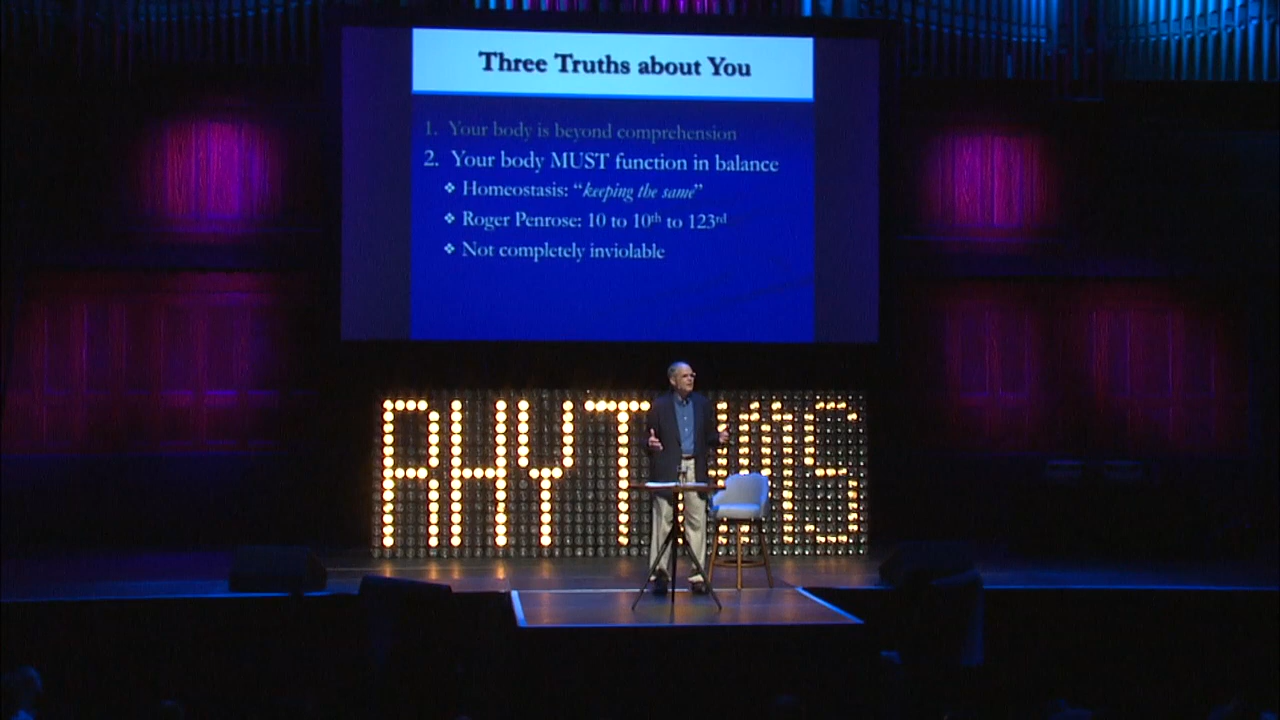 Three Truths about You
1. Your body is beyond comprehension
2. Your body MUST function in balance
❖ Homeostasis: “keeping the same”
❖ Roger Penrose: 10 to 10th to 123rd
❖ Not completely inviolable
RHYTHMS